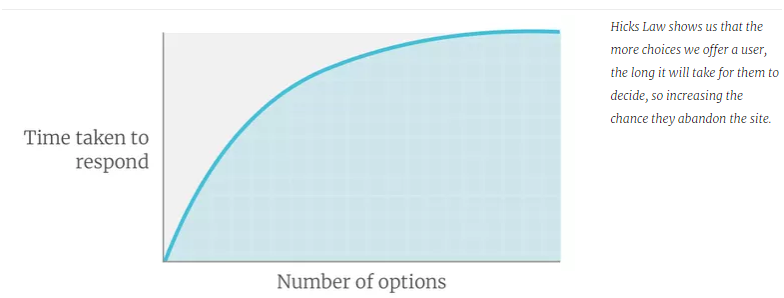 Time taken to
respond
Number of options
Hicks Law shows us that the
more choices we offer a user,
the long it will take for them to
decide, so increasing the
chance they abandon the site.